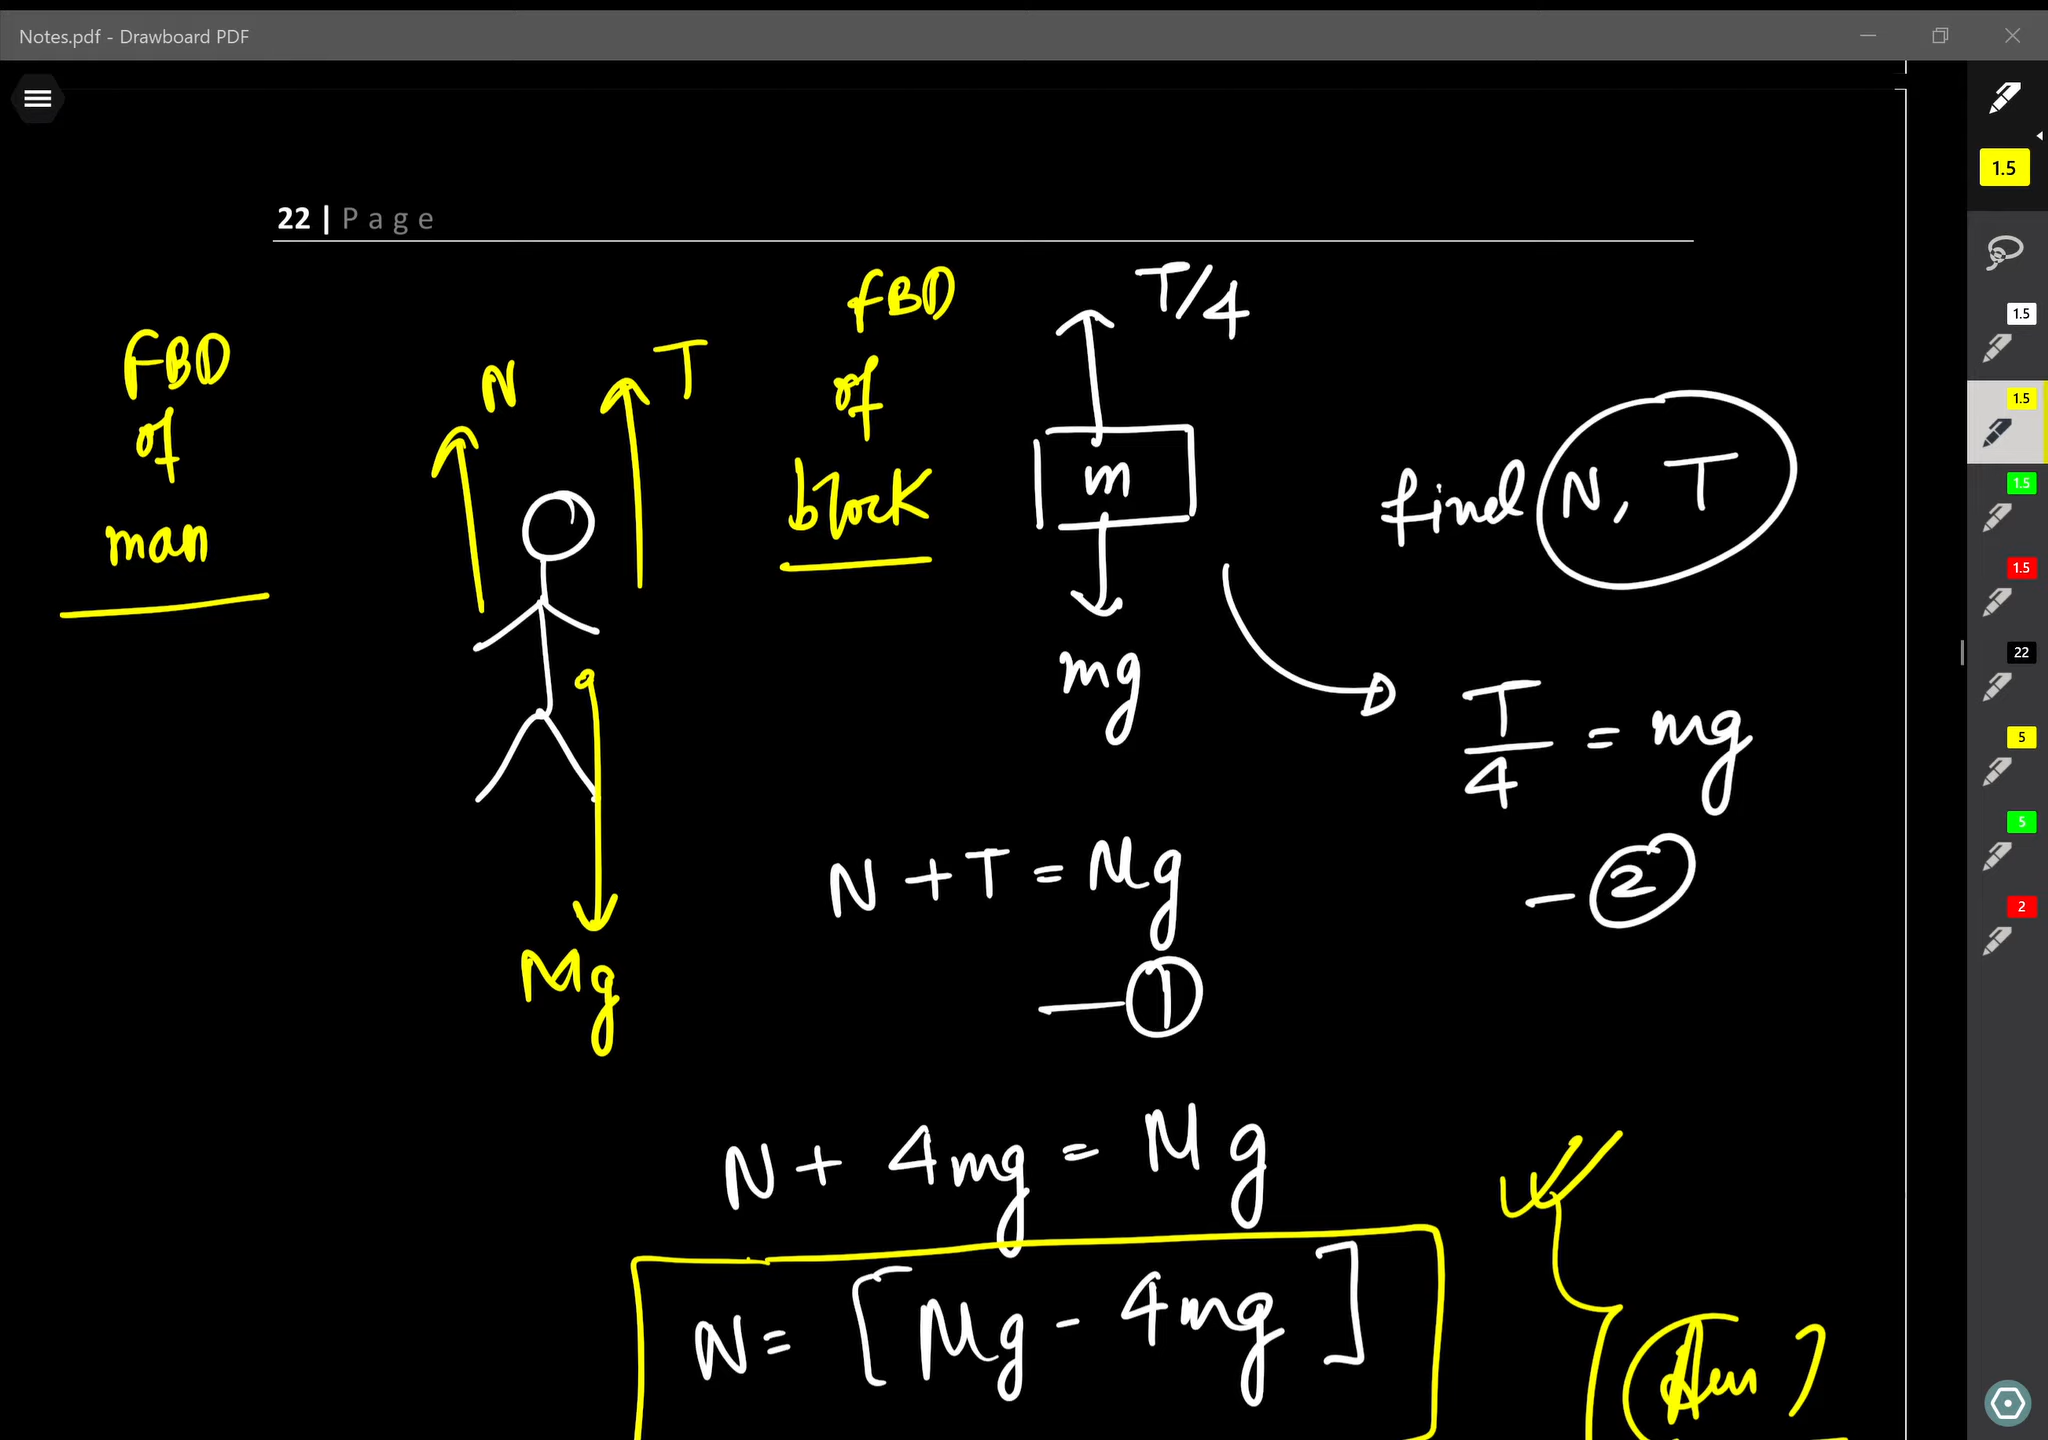 Notes.pdf - Drawboard PDF
1.5
22 | Page
FBD
of
man
N
T
Mg
fBD
of
block
T/4
m
mg
find N, T
T/4 = mg
- 2
N + T = Mg
- 1
N + 4mg = Mg
N = [Mg - 4mg]
1.5
1.5
1.5
1.5
22
5
5
2